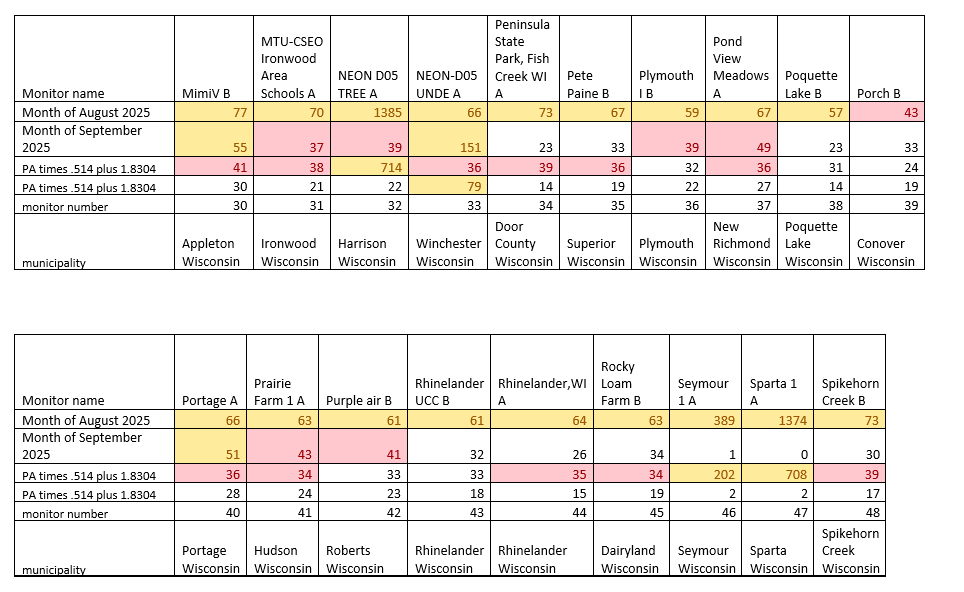 Monitor name MimiV B MTU-CSEO Ironwood Area Schools A NEON D05 TREE A NEON-D05 UNDE A Peninsula State Park, Fish Creek WI A Pete Paine B Plymouth I B Pond View Meadows A Poquette Lake B Porch B
Month of August 2025 77 70 1385 66 73 67 59 67 57 43
Month of September 2025 55 37 39 151 23 33 39 49 23 33
PA times .514 plus 1.8304 41 38 714 36 39 36 32 36 31 24
PA times .514 plus 1.8304 30 21 22 79 14 19 22 27 14 19
monitor number 30 31 32 33 34 35 36 37 38 39
municipality Appleton Wisconsin Ironwood Wisconsin Harrison Wisconsin Winchester Wisconsin Door County Wisconsin Superior Wisconsin Plymouth Wisconsin New Richmond Wisconsin Poquette Lake Wisconsin Conover Wisconsin
Monitor name Portage A Prairie Farm 1 A Purple air B Rhinelander UCC B Rhinelander,WI A Rocky Loam Farm B Seymour 1 A Sparta 1 A Spikehorn Creek B
Month of August 2025 66 63 61 61 64 63 389 1374 73
Month of September 2025 51 43 41 32 26 34 1 0 30
PA times .514 plus 1.8304 36 34 33 33 35 34 202 708 39
PA times .514 plus 1.8304 28 24 23 18 15 19 2 2 17
monitor number 40 41 42 43 44 45 46 47 48
municipality Portage Wisconsin Hudson Wisconsin Roberts Wisconsin Rhinelander Wisconsin Rhinelander Wisconsin Dairyland Wisconsin Seymour Wisconsin Sparta Wisconsin Spikehorn Creek Wisconsin